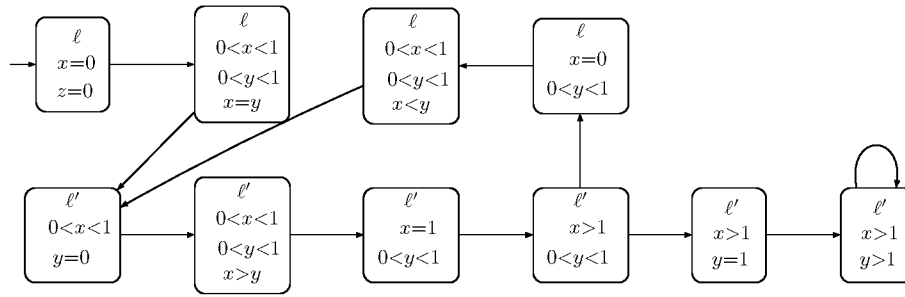 ℓ
x=0
z=0
ℓ
0<x<1
0<y<1
x=y
ℓ
0<x<1
0<y<1
x<y
ℓ
x=0
0<y<1
ℓ′
0<x<1
y=0
ℓ′
0<x<1
0<y<1
x>y
ℓ′
x=1
0<y<1
ℓ′
x>1
0<y<1
ℓ′
x>1
y=1
ℓ′
x>1
y>1